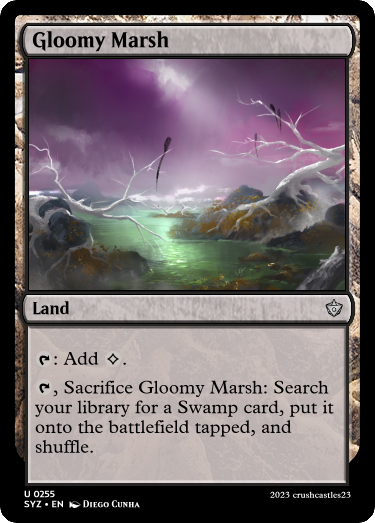 Gloomy Marsh
Land
: Add .
, Sacrifice Gloomy Marsh: Search
your library for a Swamp card, put it
onto the battlefield tapped, and
shuffle.
U 0255
SYZ • EN Diego Cunha
2023 crushcastles23